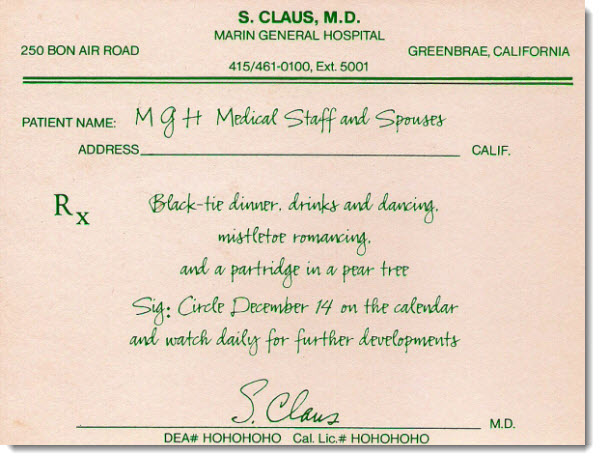 S. CLAUS, M.D.
MARIN GENERAL HOSPITAL
250 BON AIR ROAD
GREENBRAE, CALIFORNIA
415/461-0100, Ext. 5001
PATIENT NAME: M G H Medical Staff and Spouses
ADDRESS CALIF.
Rx
Black-tie dinner, drinks and dancing,
mistletoe romancing,
and a partridge in a pear tree
Sig: Circle December 14 on the calendar
and watch daily for further developments
S. Claus M.D.
DEA# HOHOHOHO Cal. Lic.# HOHOHOHO